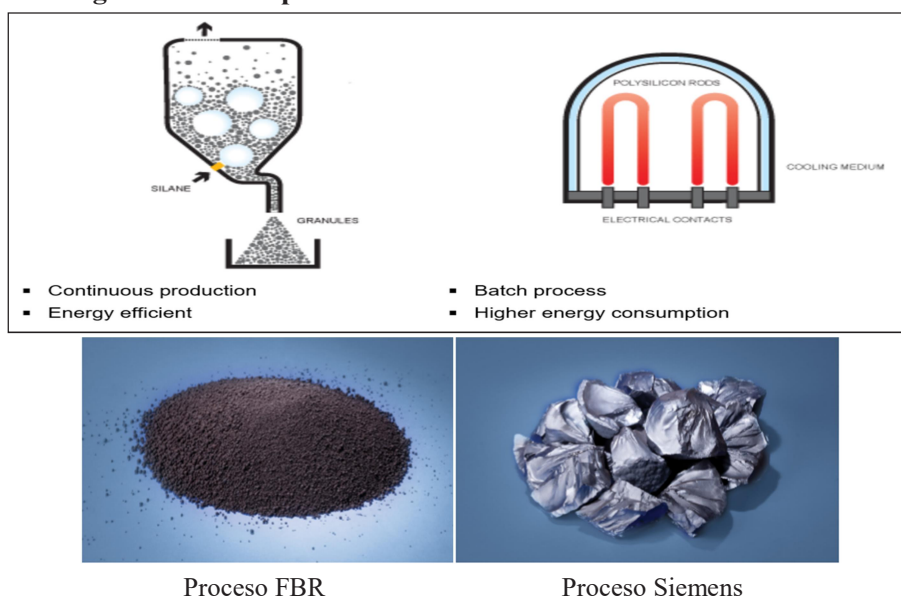 POLYSILICON RODS
COOLING MEDIUM
SILANE
GRANULES
ELECTRICAL CONTACTS
▪ Continuous production
▪ Energy efficient
▪ Batch process
▪ Higher energy consumption
Proceso FBR
Proceso Siemens